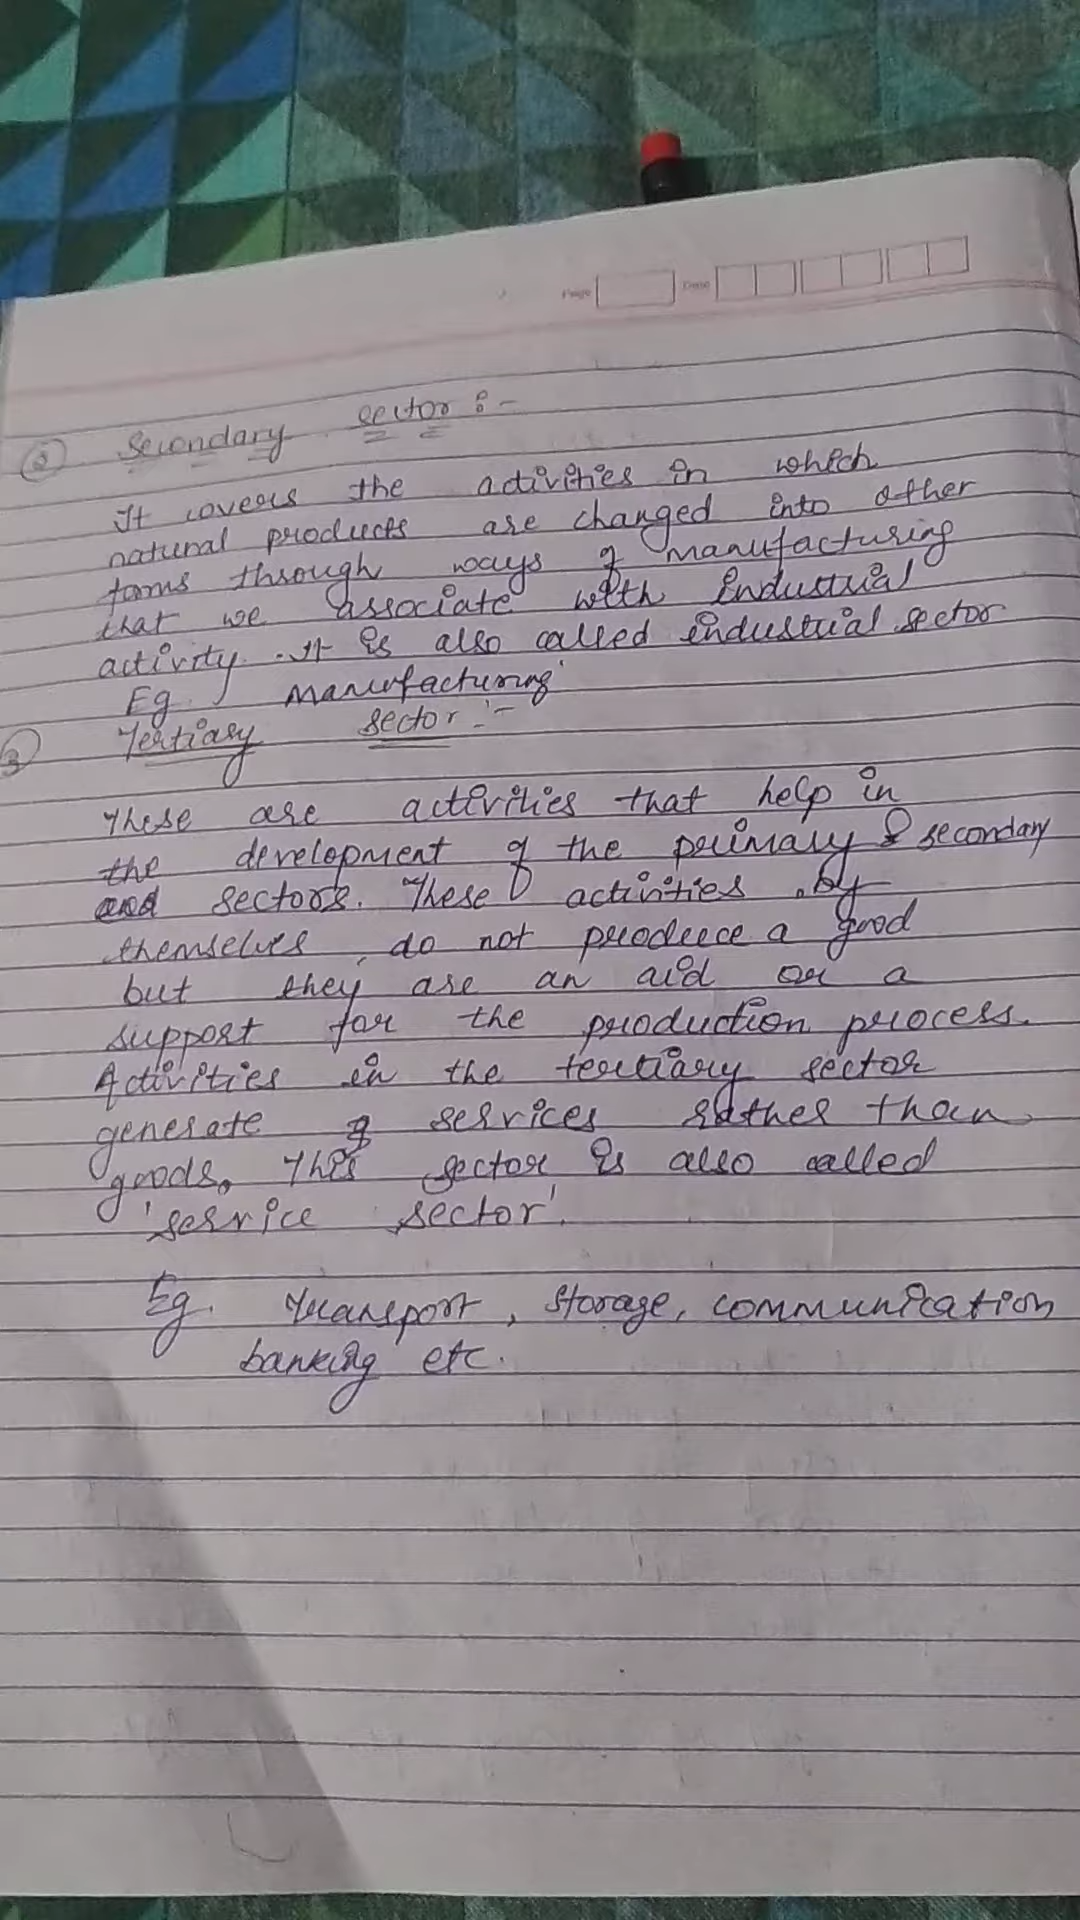 Page Date
② Secondary sector :-
It covers the activities in which
natural products are changed into other
forms through ways of manufacturing
that we associate with industrial
activity. It is also called industrial sector
Eg. Manufacturing
3 Tertiary sector :-
These are activities that help in
the development of the primary & secondary
and sectors. These activities by
themselves, do not produce a good
but they are an aid or a
support for the production process.
Activities in the tertiary sector
generate services rather than
goods. This sector is also called
'service sector'.
Eg. Transport, storage, communication
banking etc.